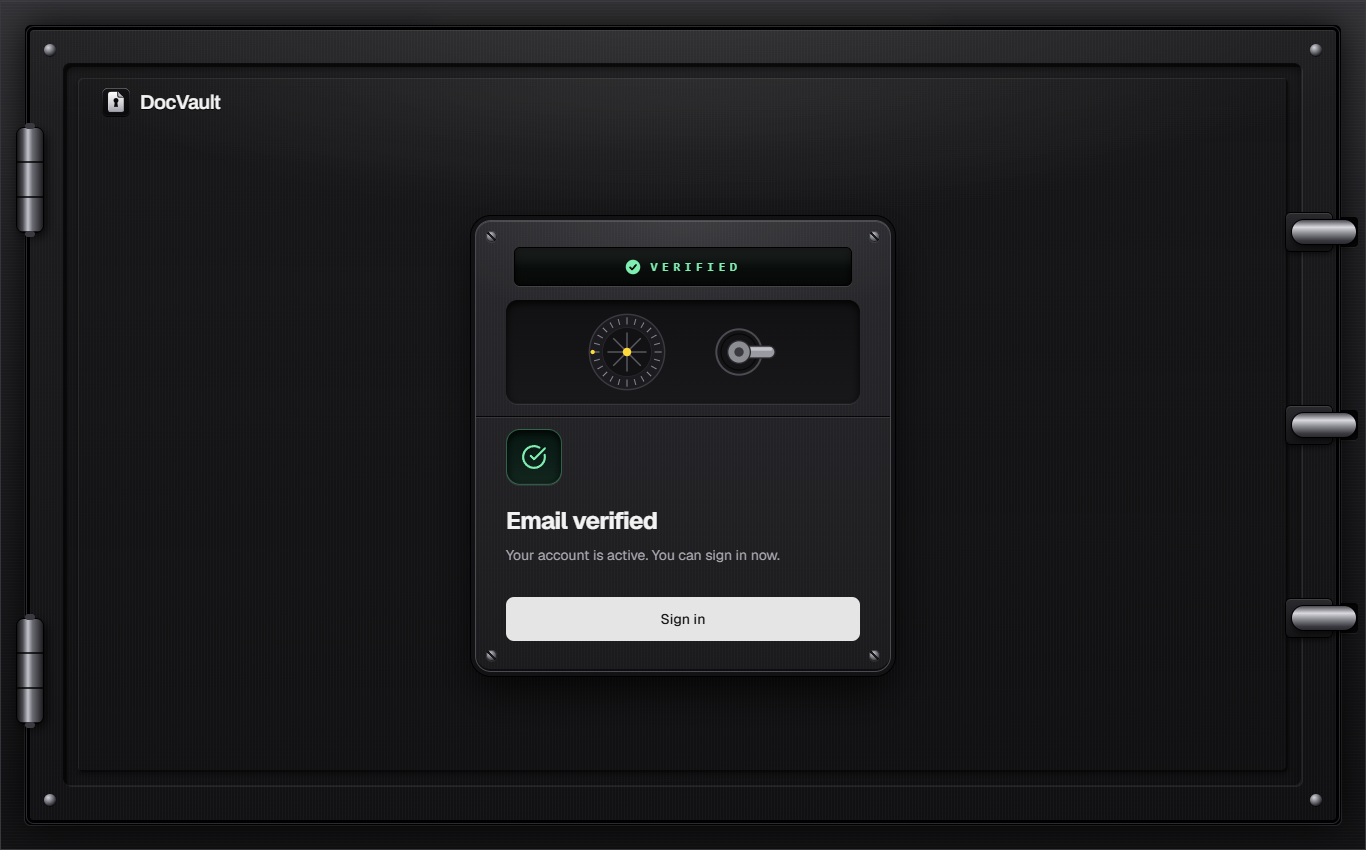 DocVault
VERIFIED
Email verified
Your account is active. You can sign in now.
Sign in